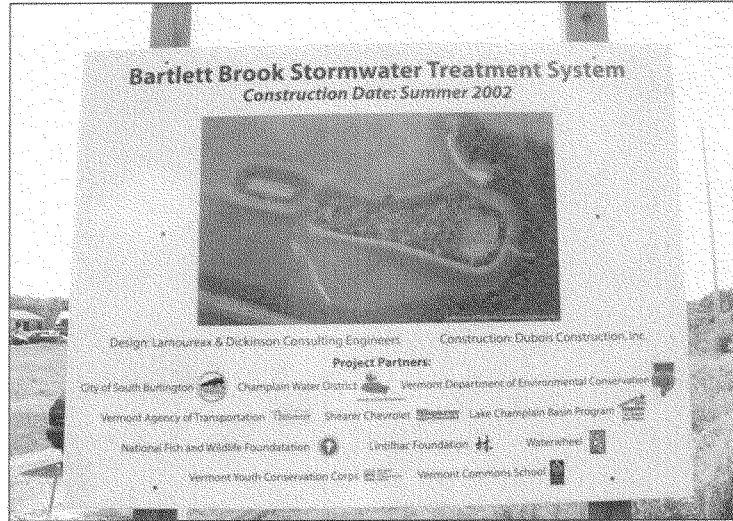 Bartlett Brook Stormwater Treatment System
Construction Date: Summer 2002
Design: Lamoureax & Dickinson Consulting Engineers Construction: Dubois Construction, Inc.
Project Partners:
City of South Burlington Champlain Water District Vermont Department of Environmental Conservation
Vermont Agency of Transportation Shearer Chevrolet Lake Champlain Basin Program
National Fish and Wildlife Foundatation Lintilhac Foundation Waterwheel
Vermont Youth Conservation Corps Vermont Commons School